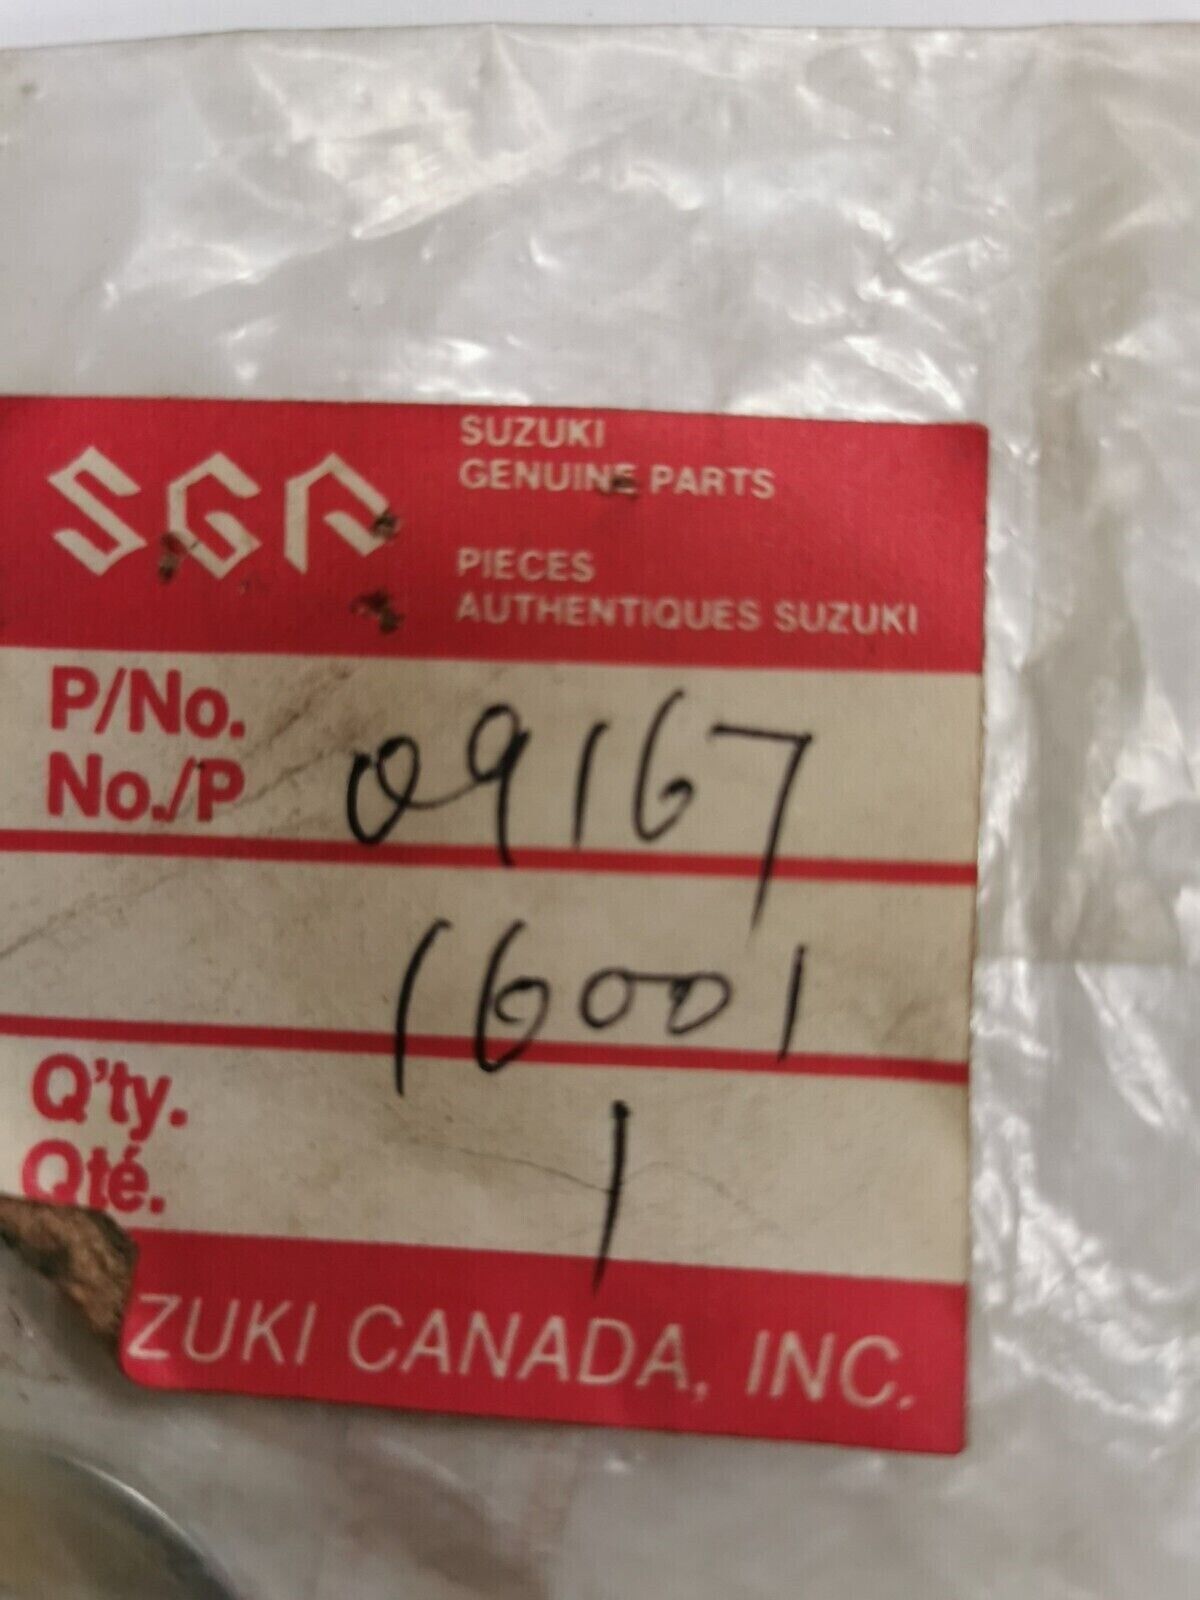 SGP
SUZUKI
GENUINE PARTS
PIECES
AUTHENTIQUES SUZUKI
P/No.
No./P
09167
16001
Q'ty.
Qté.
1
ZUKI CANADA, INC.